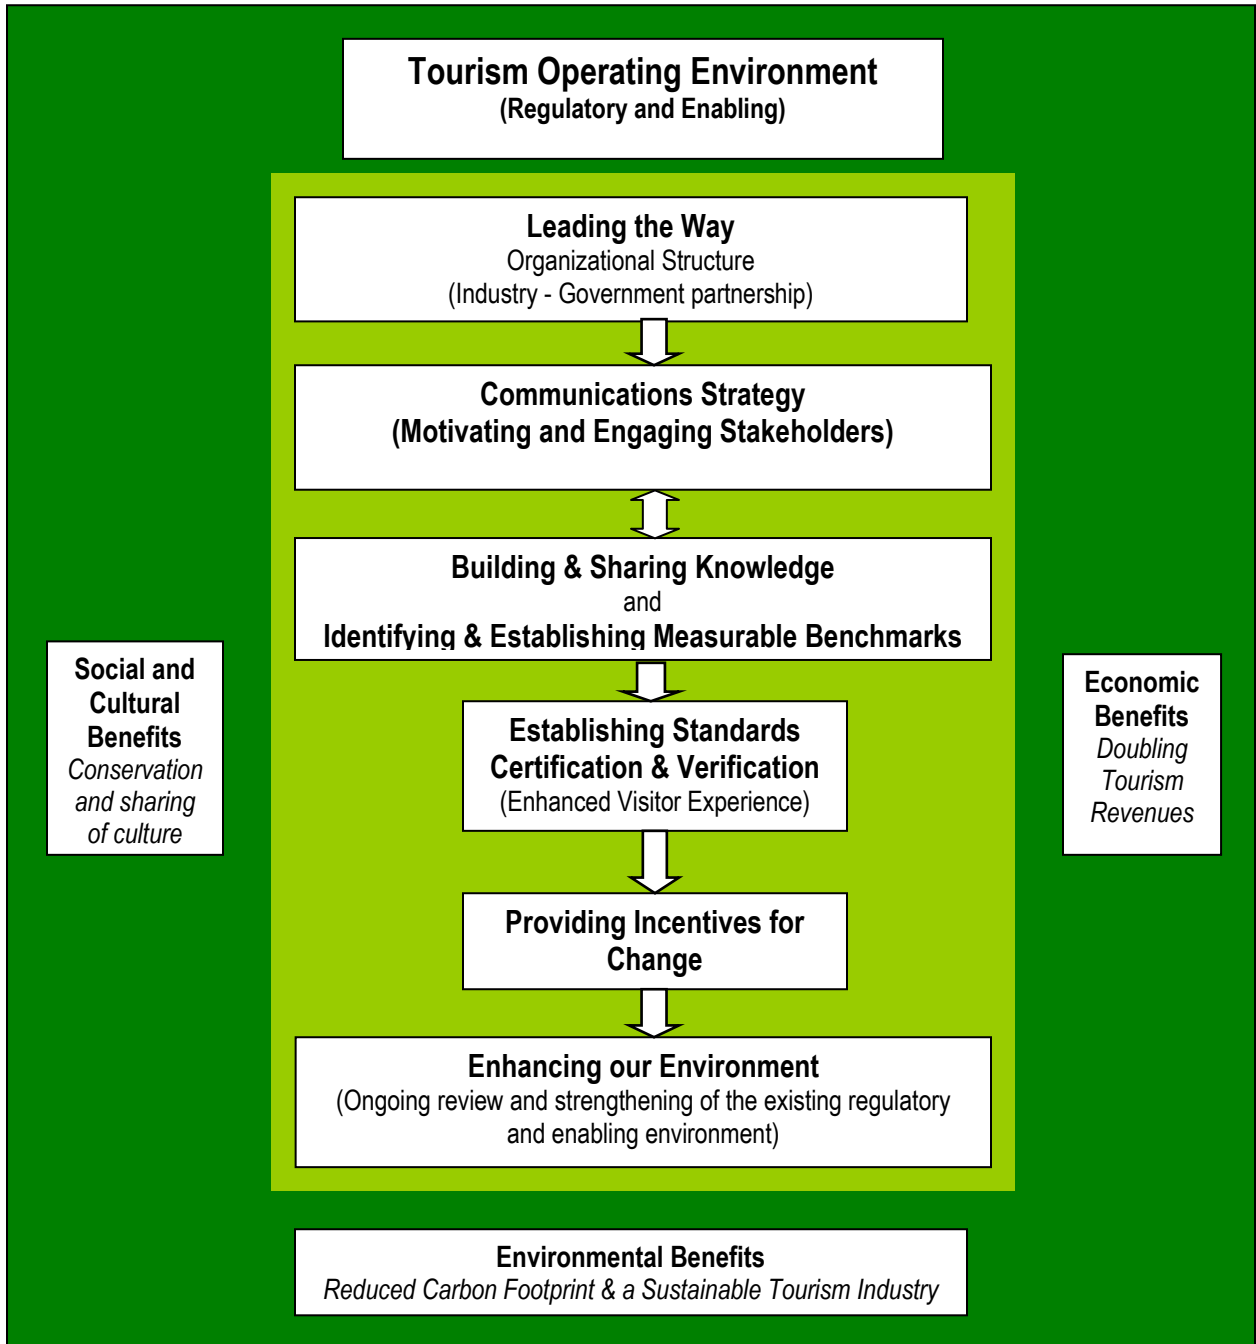 Tourism Operating Environment
(Regulatory and Enabling)
Leading the Way
Organizational Structure
(Industry - Government partnership)
Communications Strategy
(Motivating and Engaging Stakeholders)
Building & Sharing Knowledge
and
Identifying & Establishing Measurable Benchmarks
Social and
Cultural
Benefits
Conservation
and sharing
of culture
Establishing Standards
Certification & Verification
(Enhanced Visitor Experience)
Economic
Benefits
Doubling
Tourism
Revenues
Providing Incentives for
Change
Enhancing our Environment
(Ongoing review and strengthening of the existing regulatory
and enabling environment)
Environmental Benefits
Reduced Carbon Footprint & a Sustainable Tourism Industry